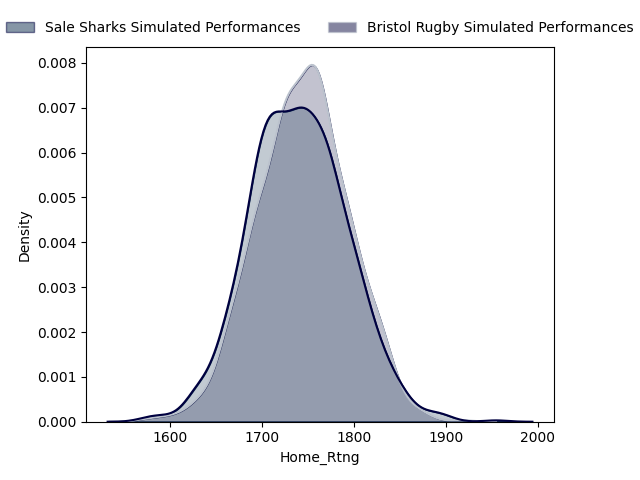 Sale Sharks Simulated Performances Bristol Rugby Simulated Performances
0.008
0.007
0.006
0.005
0.004
0.003
0.002
0.001
0.000
Density
1600 1700 1800 1900 2000
Home_Rtng